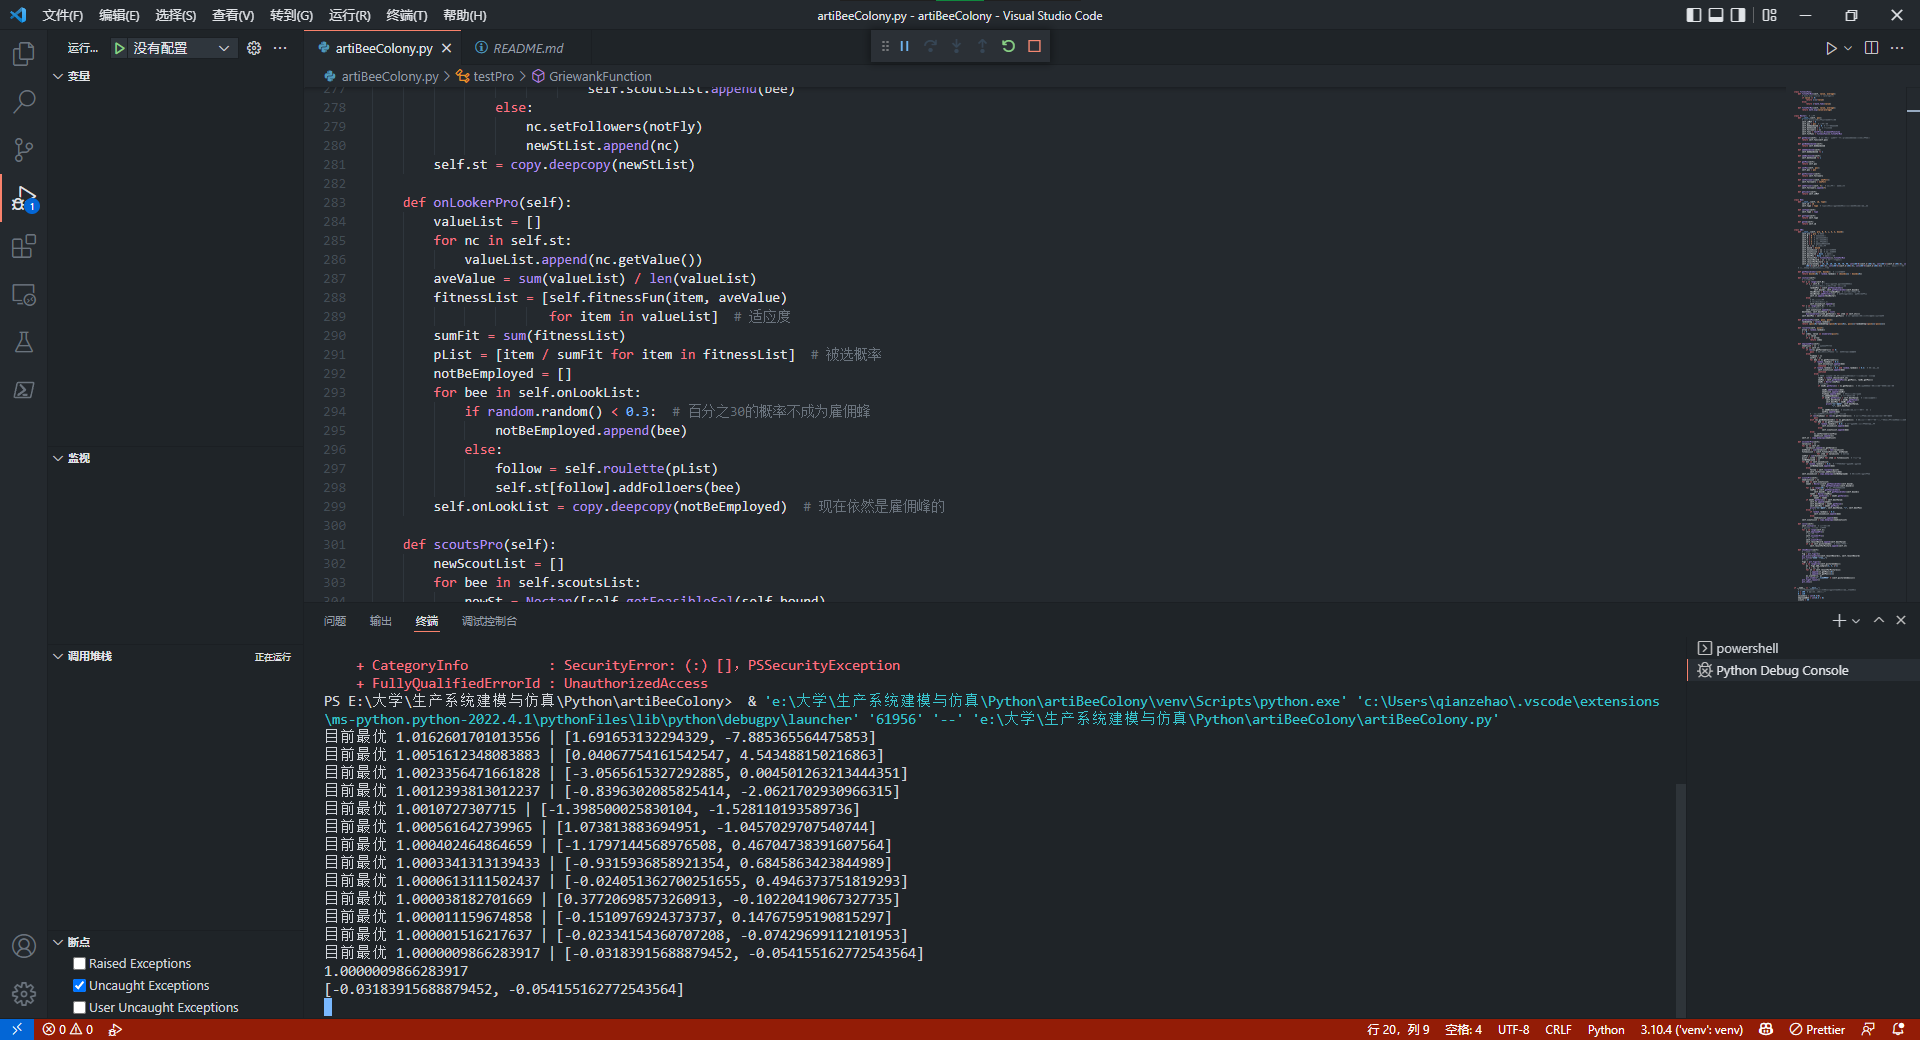 文件(F) 编辑(E) 选择(S) 查看(V) 转到(G) 运行(R) 终端(T) 帮助(H)
artiBeeColony.py - artiBeeColony - Visual Studio Code
运行... 没有配置
artiBeeColony.py
README.md
artiBeeColony.py > testPro > GriewankFunction
变量
监视
调用堆栈
正在运行
断点
Raised Exceptions
Uncaught Exceptions
User Uncaught Exceptions
277 self.scoutsList.append(bee)
278 else:
279 nc.setFollowers(notFly)
280 newStList.append(nc)
281 self.st = copy.deepcopy(newStList)
282
283 def onLookerPro(self):
284 valueList = []
285 for nc in self.st:
286 valueList.append(nc.getValue())
287 aveValue = sum(valueList) / len(valueList)
288 fitnessList = [self.fitnessFun(item, aveValue)
289 for item in valueList]  # 适应度
290 sumFit = sum(fitnessList)
291 pList = [item / sumFit for item in fitnessList]  # 被选概率
292 notBeEmployed = []
293 for bee in self.onLookList:
294 if random.random() < 0.3:  # 百分之30的概率不成为雇佣蜂
295 notBeEmployed.append(bee)
296 else:
297 follow = self.roulette(pList)
298 self.st[follow].addFolloers(bee)
299 self.onLookList = copy.deepcopy(notBeEmployed)  # 现在依然是雇佣峰的
300
301 def scoutsPro(self):
302 newScoutList = []
303 for bee in self.scoutsList:
304 newSt = Nectar([self.getFeasibleSol(self.bound)
问题 输出 终端 调试控制台
powershell
Python Debug Console
+ CategoryInfo          : SecurityError: (:) [], PSSecurityException
+ FullyQualifiedErrorId : UnauthorizedAccess
PS E:\大学\生产系统建模与仿真\Python\artiBeeColony>  & 'e:\大学\生产系统建模与仿真\Python\artiBeeColony\venv\Scripts\python.exe' 'c:\Users\qianzehao\.vscode\extensions
\ms-python.python-2022.4.1\pythonFiles\lib\python\debugpy\launcher' '61956' '--' 'e:\大学\生产系统建模与仿真\Python\artiBeeColony\artiBeeColony.py'
目前最优 1.0162601701013556 | [1.691653132294329, -7.885365564475853]
目前最优 1.0051612348083883 | [0.04067754161542547, 4.543488150216863]
目前最优 1.0023356471661828 | [-3.0565615327292885, 0.004501263213444351]
目前最优 1.0012393813012237 | [-0.8396302085825414, -2.0621702930966315]
目前最优 1.0010727307715 | [-1.398500025830104, -1.528110193589736]
目前最优 1.000561642739965 | [1.073813883694951, -1.0457029707540744]
目前最优 1.000402464864659 | [-1.1797144568976508, 0.46704738391607564]
目前最优 1.0003341313139433 | [-0.9315936858921354, 0.6845863423844989]
目前最优 1.0000613111502437 | [-0.024051362700251655, 0.4946373751819293]
目前最优 1.000038182701669 | [0.37720698573260913, -0.10220419067327735]
目前最优 1.000011159674858 | [-0.1510976924373737, 0.14767595190815297]
目前最优 1.000001516217637 | [-0.02334154360707208, -0.07429699112101953]
目前最优 1.0000009866283917 | [-0.03183915688879452, -0.054155162772543564]
1.0000009866283917
[-0.03183915688879452, -0.054155162772543564]
1
0 0
行 20, 列 9 空格: 4 UTF-8 CRLF Python 3.10.4 ('venv': venv) Prettier